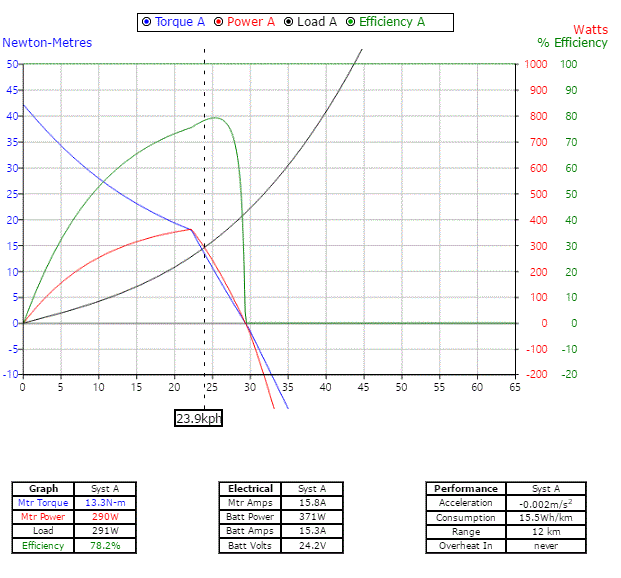 Torque A Power A Load A Efficiency A
Newton-Metres
Watts
% Efficiency
50 1000 100
45 900 90
40 800 80
35 700 70
30 600 60
25 500 50
20 400 40
15 300 30
10 200 20
5 100 10
0 0 0
-5 -100 -10
-10 -200 -20
0 5 10 15 20 25 30 35 40 45 50 55 60 65
23.9kph
Graph Syst A
Mtr Torque 13.3N-m
Mtr Power 290W
Load 291W
Efficiency 78.2%
Electrical Syst A
Mtr Amps 15.8A
Batt Power 371W
Batt Amps 15.3A
Batt Volts 24.2V
Performance Syst A
Acceleration -0.002m/s²
Consumption 15.5Wh/km
Range 12 km
Overheat In never